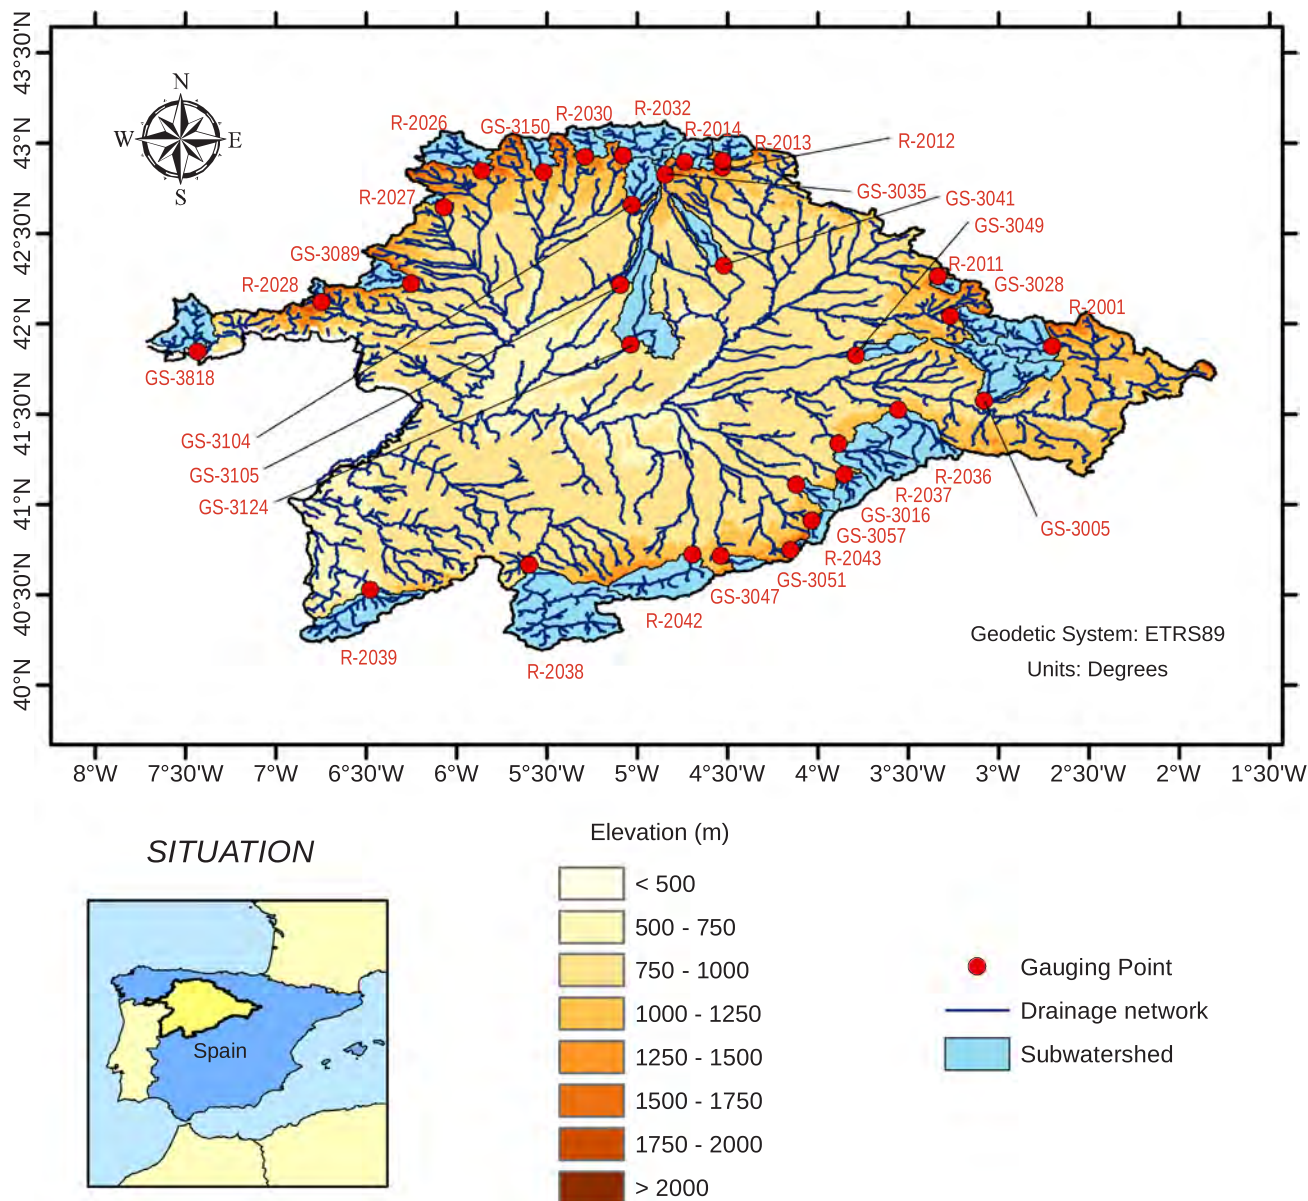 43°30'N
43°N
42°30'N
42°N
41°30'N
41°N
40°30'N
40°N
N
W
E
S
R-2026
GS-3150
R-2030
R-2032
R-2014
R-2013
R-2012
GS-3035
GS-3041
GS-3049
R-2027
GS-3089
R-2028
R-2011
GS-3028
R-2001
GS-3818
GS-3104
GS-3105
GS-3124
R-2036
R-2037
GS-3016
GS-3057
R-2043
GS-3051
GS-3047
GS-3005
R-2042
R-2039
R-2038
Geodetic System: ETRS89
Units: Degrees
8°W
7°30'W
7°W
6°30'W
6°W
5°30'W
5°W
4°30'W
4°W
3°30'W
3°W
2°30'W
2°W
1°30'W
SITUATION
Spain
Elevation (m)
< 500
500 - 750
750 - 1000
1000 - 1250
1250 - 1500
1500 - 1750
1750 - 2000
> 2000
Gauging Point
Drainage network
Subwatershed